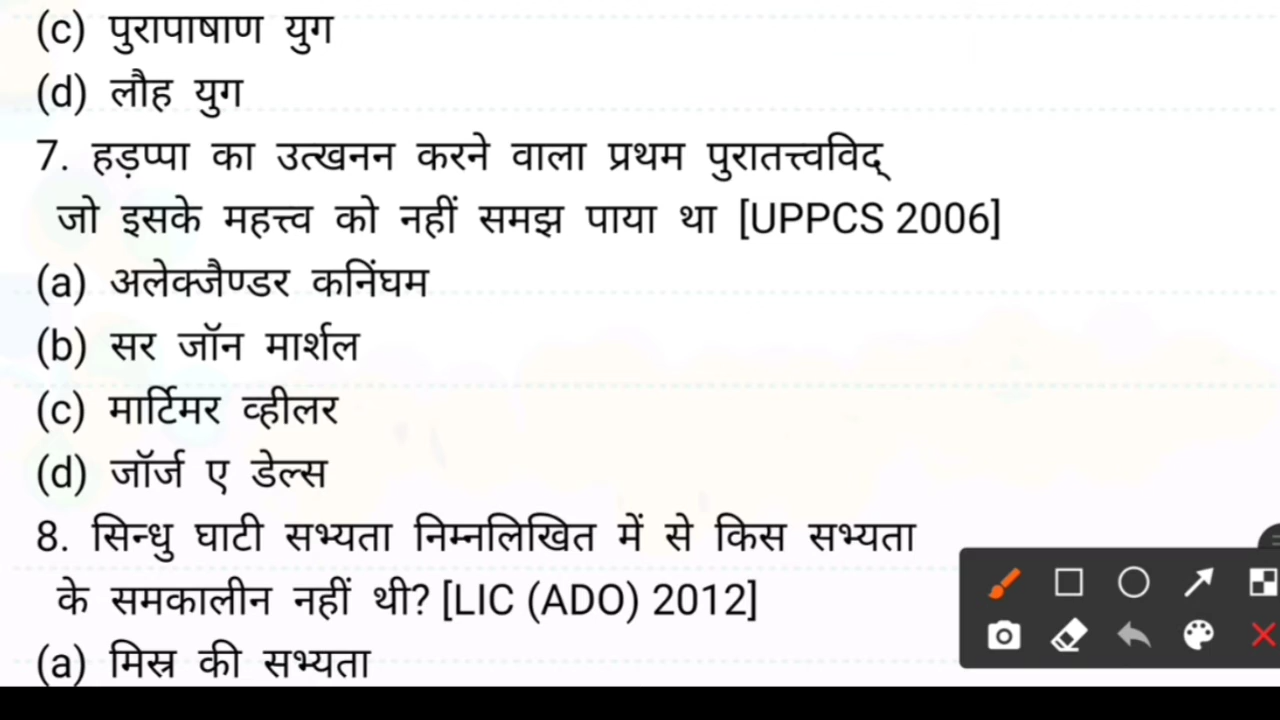 (c) पुरापाषाण युग
(d) लौह युग
7. हड़प्पा का उत्खनन करने वाला प्रथम पुरातत्त्वविद्
जो इसके महत्त्व को नहीं समझ पाया था [UPPCS 2006]
(a) अलेक्जैण्डर कनिंघम
(b) सर जॉन मार्शल
(c) मार्टिमर व्हीलर
(d) जॉर्ज ए डेल्स
8. सिन्धु घाटी सभ्यता निम्नलिखित में से किस सभ्यता
के समकालीन नहीं थी? [LIC (ADO) 2012]
(a) मिस्र की सभ्यता